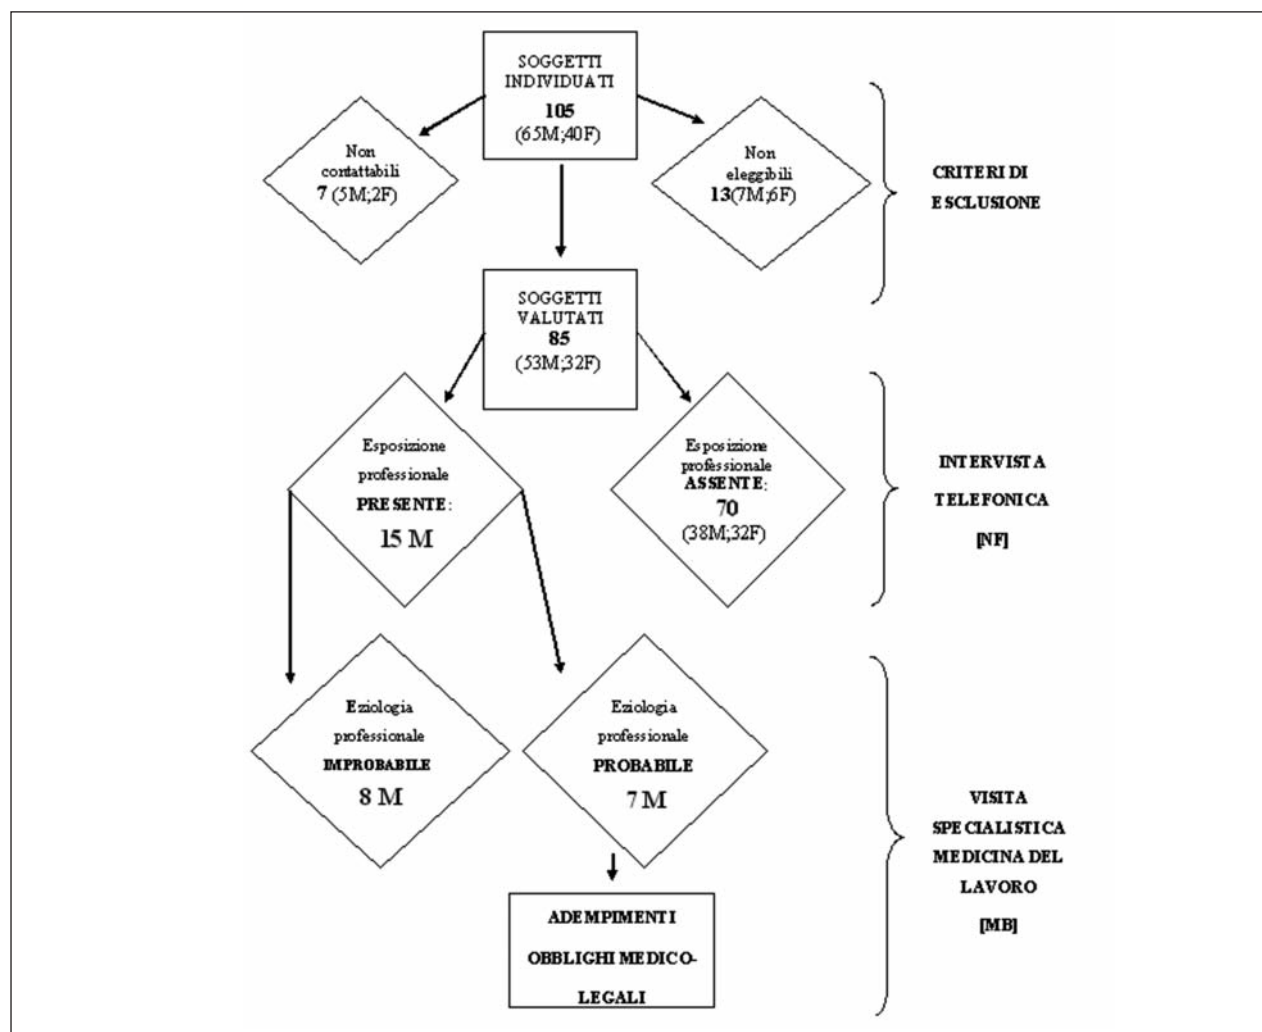 SOGGETTI
INDIVIDUATI
105
(65M;40F)
Non
contattabili
7 (5M;2F)
Non
eleggibili
13(7M;6F)
CRITERI DI
ESCLUSIONE
SOGGETTI
VALUTATI
85
(53M;32F)
Esposizione
professionale
PRESENTE:
15 M
Esposizione
professionale
ASSENTE:
70
(38M;32F)
INTERVISTA
TELEFONICA
[NF]
Eziologia
professionale
IMPROBABILE
8 M
Eziologia
professionale
PROBABILE
7 M
VISITA
SPECIALISTICA
MEDICINA DEL
LAVORO
[MB]
ADEMPIMENTI
OBBLIGHI MEDICO-
LEGALI